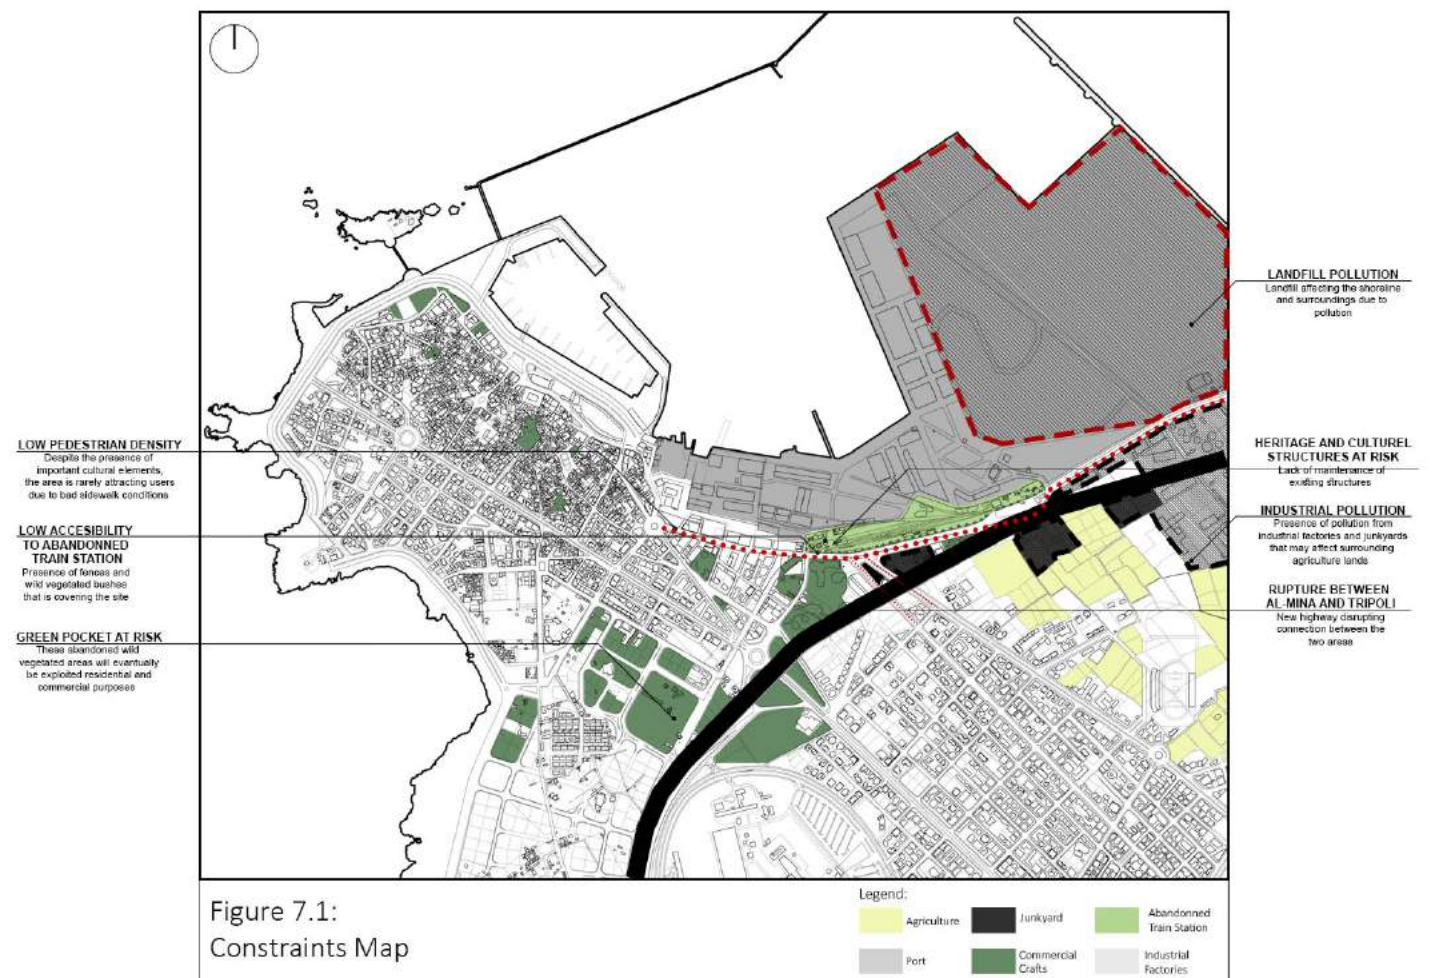 LOW PEDESTRIAN DENSITY
Despite the presence of
important cultural elements,
the area is rarely attracting users
due to bad sidewalk conditions
LOW ACCESIBILITY
TO ABANDONNED
TRAIN STATION
Presence of fences and
wild vegetated bushes
that is covering the site
GREEN POCKET AT RISK
These abandoned wild
vegetated areas will evantually
be exploited residential and
commercial purposes
LANDFILL POLLUTION
Landfill affecting the shoreline
and surroundings due to
pollution
HERITAGE AND CULTUREL
STRUCTURES AT RISK
Lack of maintenance of
existing structures
INDUSTRIAL POLLUTION
Presence of pollution from
industrial factories and junkyards
that may affect surrounding
agriculture lands
RUPTURE BETWEEN
AL-MINA AND TRIPOLI
New highway disrupting
connection between the
two areas
Figure 7.1:
Constraints Map
Legend:
Agriculture
Junkyard
Abandonned
Train Station
Port
Commercial
Crafts
Industrial
Factories